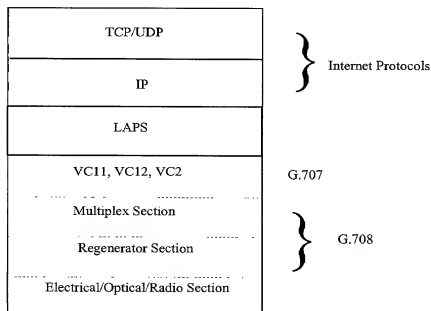 TCP/UDP
IP
Internet Protocols
LAPS
VC11, VC12, VC2
G.707
Multiplex Section
Regenerator Section
G.708
Electrical/Optical/Radio Section